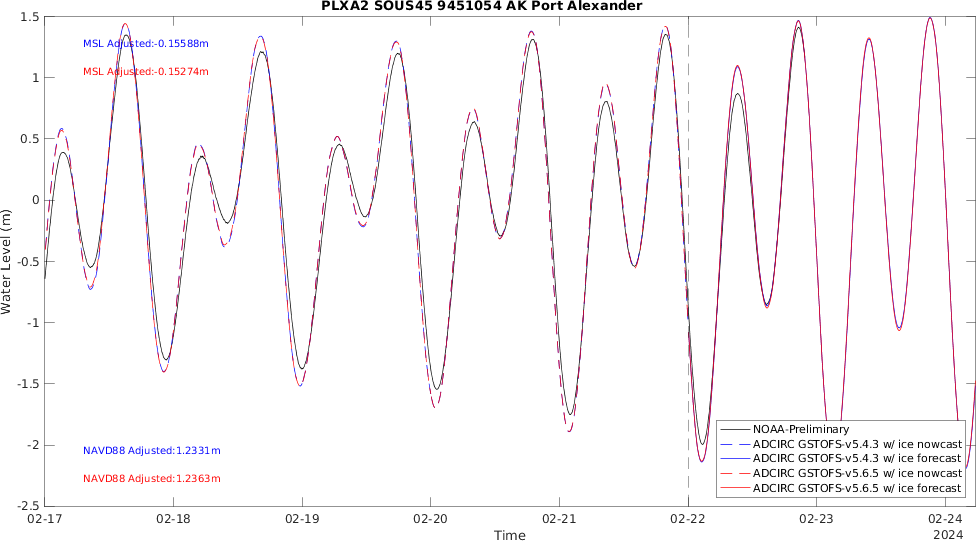 PLXA2 SOUS45 9451054 AK Port Alexander
1.5
1
0.5
0
-0.5
-1
-1.5
-2
-2.5
Water Level (m)
MSL Adjusted:-0.15588m
MSL Adjusted:-0.15274m
NAVD88 Adjusted:1.2331m
NAVD88 Adjusted:1.2363m
NOAA-Preliminary
ADCIRC GSTOFS-v5.4.3 w/ ice nowcast
ADCIRC GSTOFS-v5.4.3 w/ ice forecast
ADCIRC GSTOFS-v5.6.5 w/ ice nowcast
ADCIRC GSTOFS-v5.6.5 w/ ice forecast
02-17 02-18 02-19 02-20 02-21 02-22 02-23 02-24
Time
2024